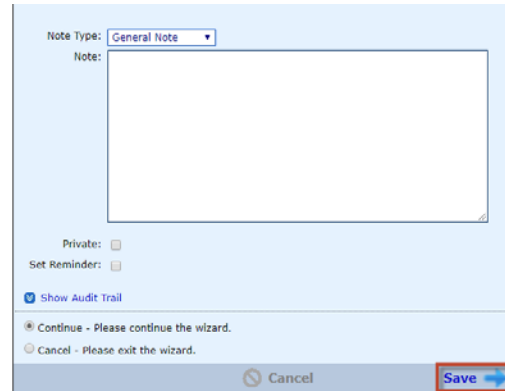 Note Type: General Note
Note:
Private:
Set Reminder:
Show Audit Trail
Continue - Please continue the wizard.
Cancel - Please exit the wizard.
Cancel Save